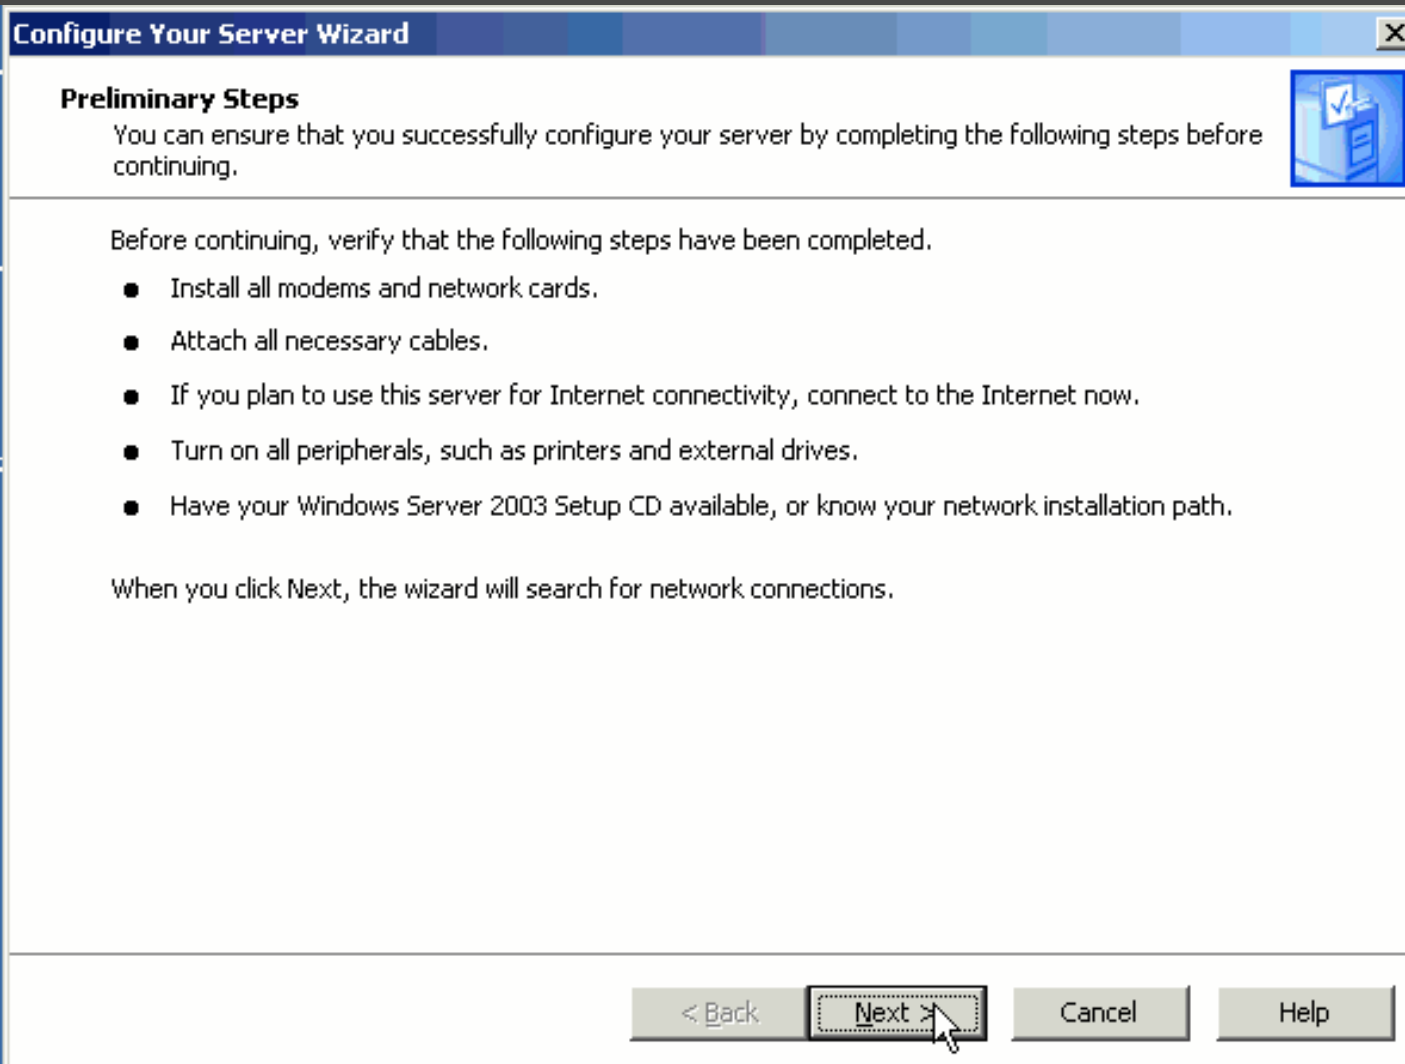 Configure Your Server Wizard
Preliminary Steps
You can ensure that you successfully configure your server by completing the following steps before
continuing.
Before continuing, verify that the following steps have been completed.
● Install all modems and network cards.
● Attach all necessary cables.
● If you plan to use this server for Internet connectivity, connect to the Internet now.
● Turn on all peripherals, such as printers and external drives.
● Have your Windows Server 2003 Setup CD available, or know your network installation path.
When you click Next, the wizard will search for network connections.
< Back Next > Cancel Help